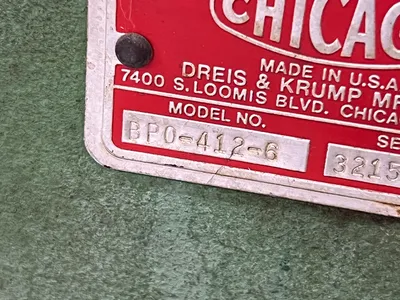 CHICAG
MADE IN U.S.A
DREIS & KRUMP MF
7400 S. LOOMIS BLVD. CHICA
MODEL NO. SE
BPO-412-6 3215